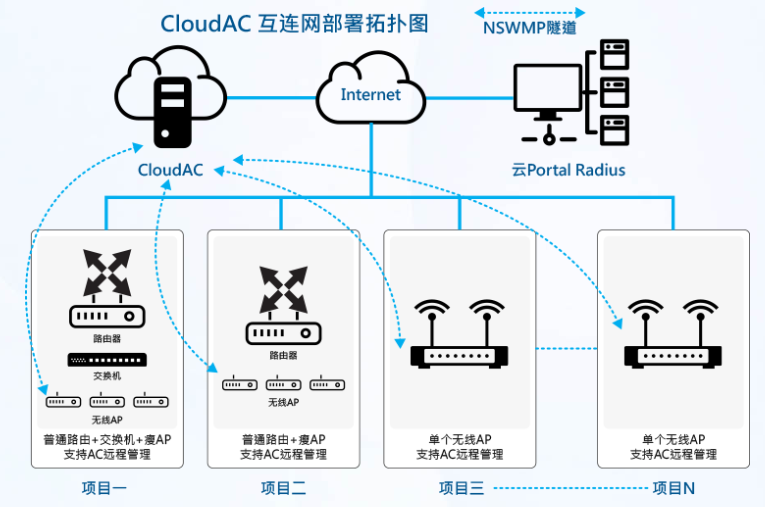 CloudAC 互连网部署拓扑图
NSWMP隧道
Internet
CloudAC
云Portal Radius
路由器
交换机
无线AP
普通路由+交换机+瘦AP
支持AC远程管理
项目一
路由器
无线AP
普通路由+瘦AP
支持AC远程管理
项目二
单个无线AP
支持AC远程管理
项目三
单个无线AP
支持AC远程管理
项目N